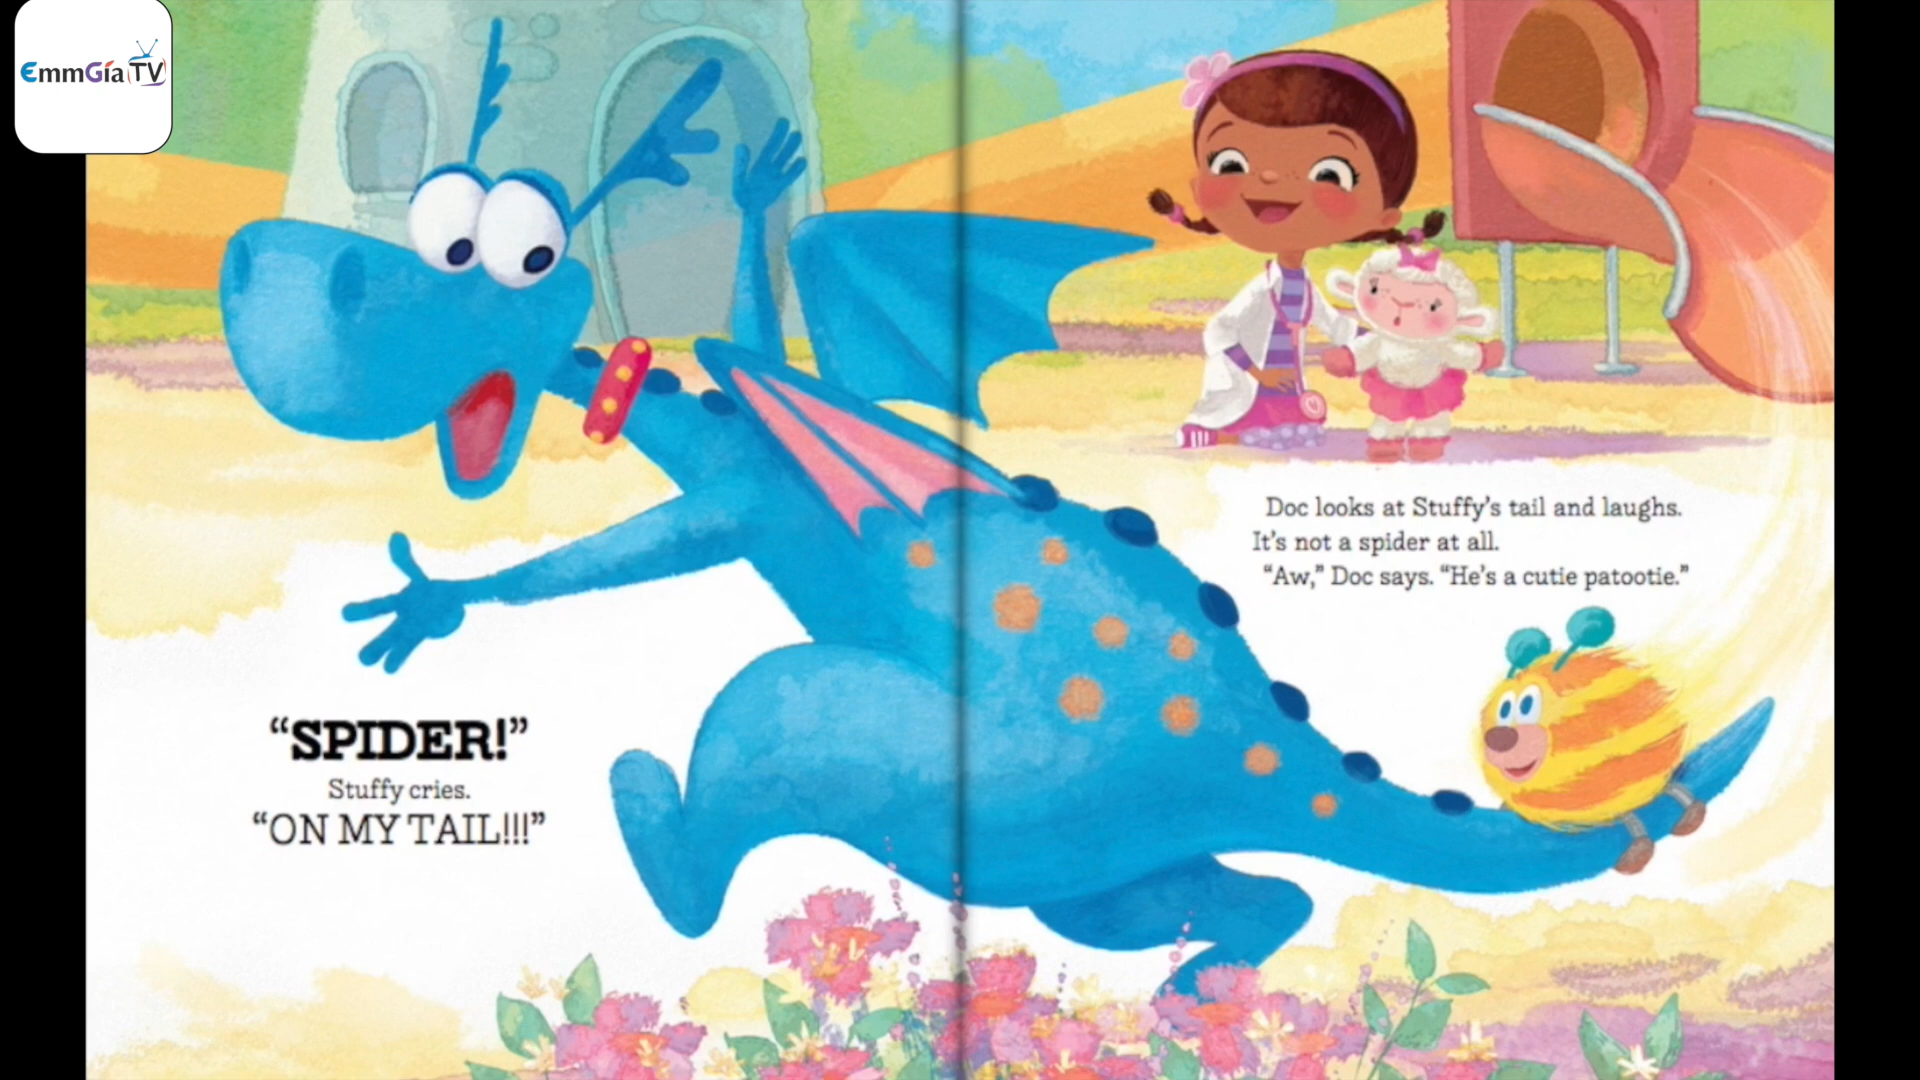 EmmGía TV
“SPIDER!”
Stuffy cries.
“ON MY TAIL!!!”
Doc looks at Stuffy’s tail and laughs.
It’s not a spider at all.
“Aw,” Doc says. “He’s a cutie patootie.”